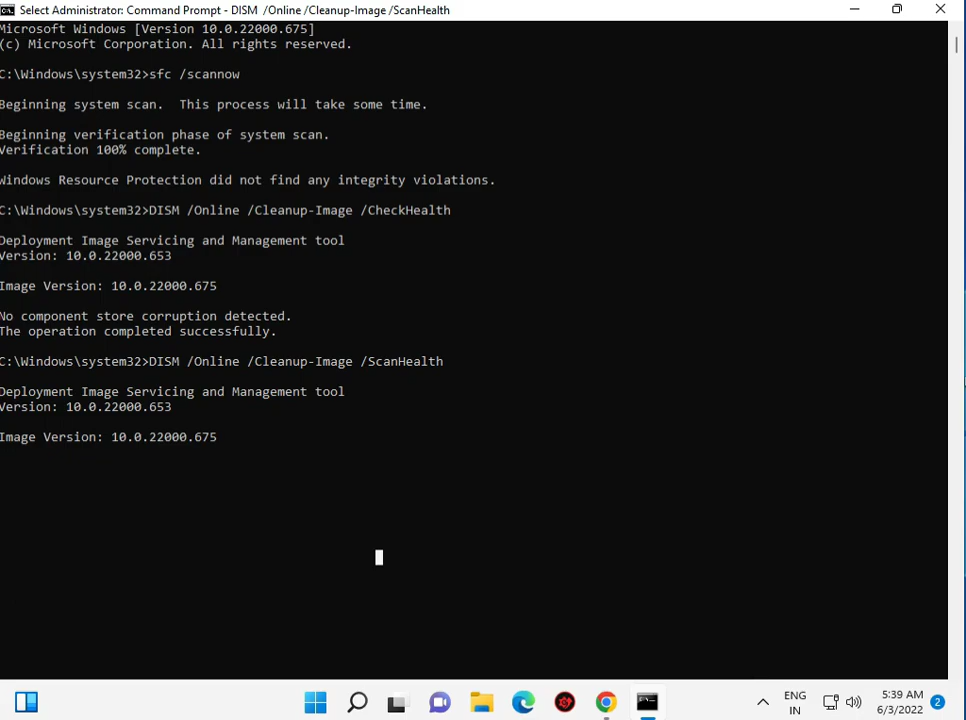 Select Administrator: Command Prompt - DISM /Online /Cleanup-Image /ScanHealth
Microsoft Windows [Version 10.0.22000.675]
(c) Microsoft Corporation. All rights reserved.
C:\Windows\system32>sfc /scannow
Beginning system scan.  This process will take some time.
Beginning verification phase of system scan.
Verification 100% complete.
Windows Resource Protection did not find any integrity violations.
C:\Windows\system32>DISM /Online /Cleanup-Image /CheckHealth
Deployment Image Servicing and Management tool
Version: 10.0.22000.653
Image Version: 10.0.22000.675
No component store corruption detected.
The operation completed successfully.
C:\Windows\system32>DISM /Online /Cleanup-Image /ScanHealth
Deployment Image Servicing and Management tool
Version: 10.0.22000.653
Image Version: 10.0.22000.675
ENG
IN
5:39 AM
6/3/2022
2